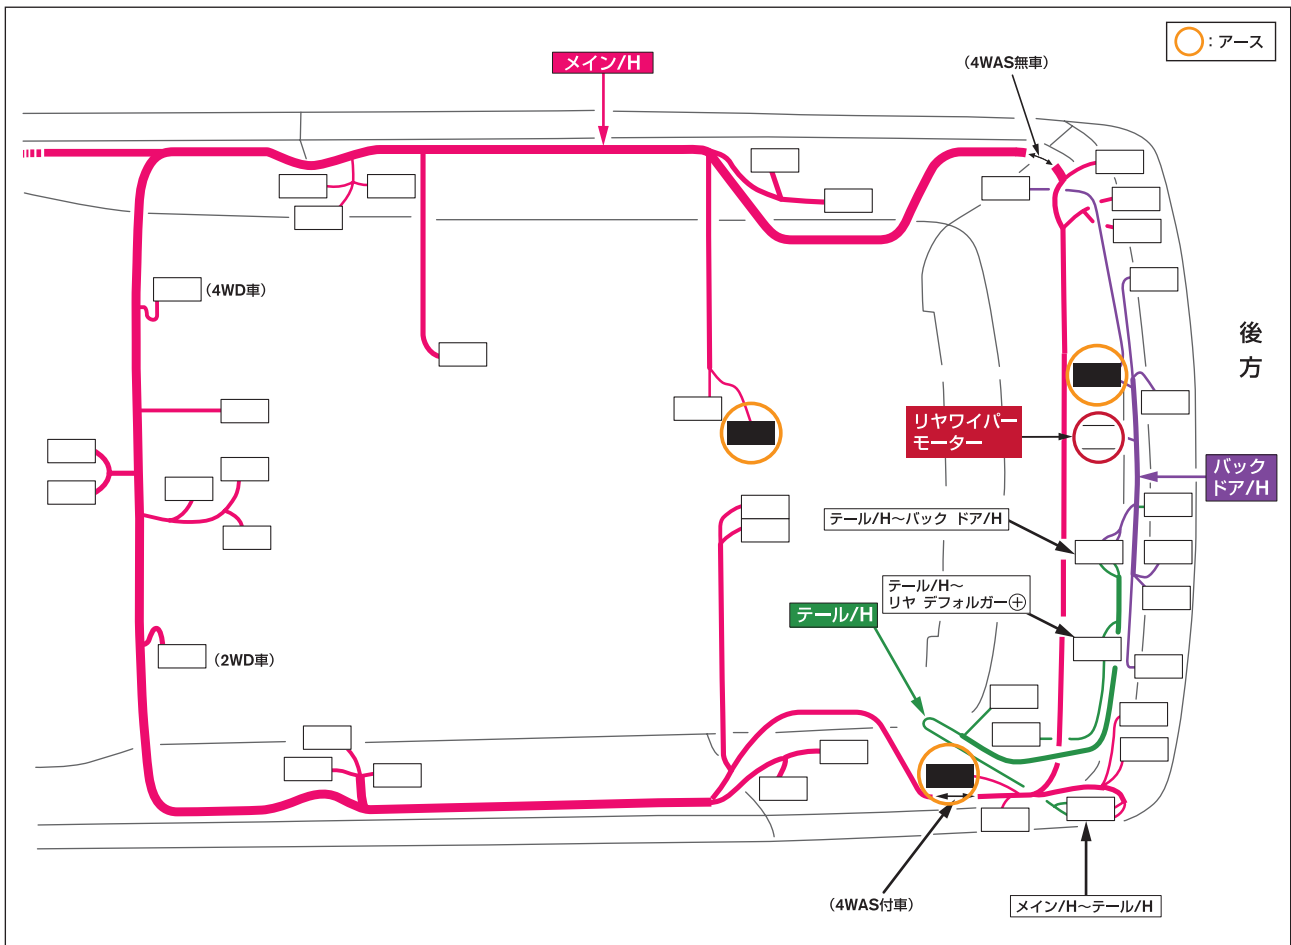 ：アース
メイン/H
（4WAS無車）
（4WD車）
後
方
リヤワイパー
モーター
バック
ドア/H
テール/H〜バック ドア/H
テール/H〜
リヤ デフォルガー⊕
テール/H
（2WD車）
（4WAS付車）
メイン/H〜テール/H